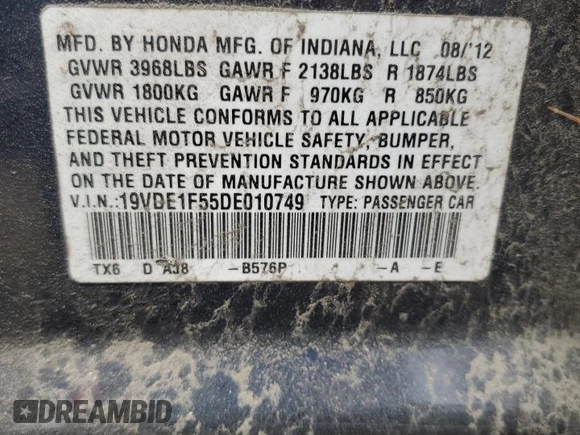 MFD. BY HONDA MFG. OF INDIANA, LLC 08/'12
GVWR 3968LBS GAWR F 2138LBS R 1874LBS
GVWR 1800KG GAWR F 970KG R 850KG
THIS VEHICLE CONFORMS TO ALL APPLICABLE
FEDERAL MOTOR VEHICLE SAFETY, BUMPER,
AND THEFT PREVENTION STANDARDS IN EFFECT
ON THE DATE OF MANUFACTURE SHOWN ABOVE.
V.I.N.: 19VDE1F55DE010749 TYPE: PASSENGER CAR
TX6 D AJ8 -B576P -A -E
DREAMBID